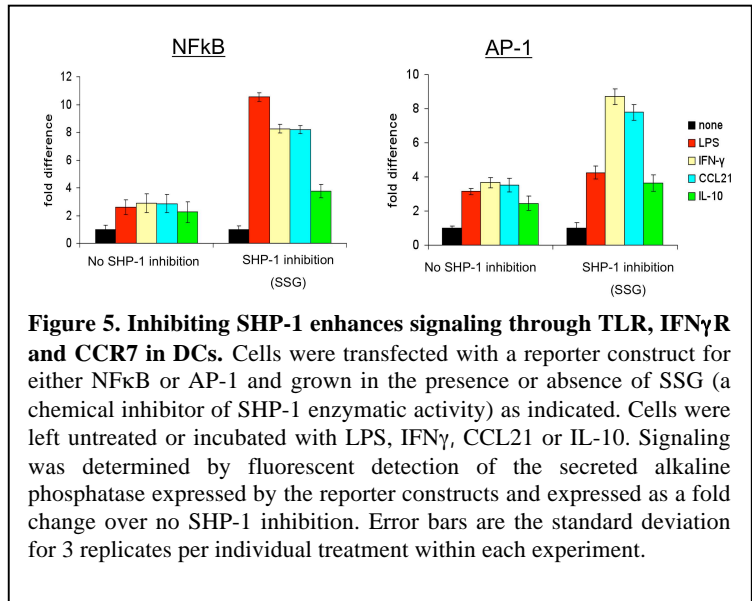 NFkB
12
10
8
6
4
2
0
fold difference
No SHP-1 inhibition
SHP-1 inhibition
(SSG)
AP-1
10
8
6
4
2
0
fold difference
No SHP-1 inhibition
SHP-1 inhibition
(SSG)
none
LPS
IFN-γ
CCL21
IL-10
Figure 5. Inhibiting SHP-1 enhances signaling through TLR, IFNγR
and CCR7 in DCs. Cells were transfected with a reporter construct for
either NFκB or AP-1 and grown in the presence or absence of SSG (a
chemical inhibitor of SHP-1 enzymatic activity) as indicated. Cells were
left untreated or incubated with LPS, IFNγ, CCL21 or IL-10. Signaling
was determined by fluorescent detection of the secreted alkaline
phosphatase expressed by the reporter constructs and expressed as a fold
change over no SHP-1 inhibition. Error bars are the standard deviation
for 3 replicates per individual treatment within each experiment.